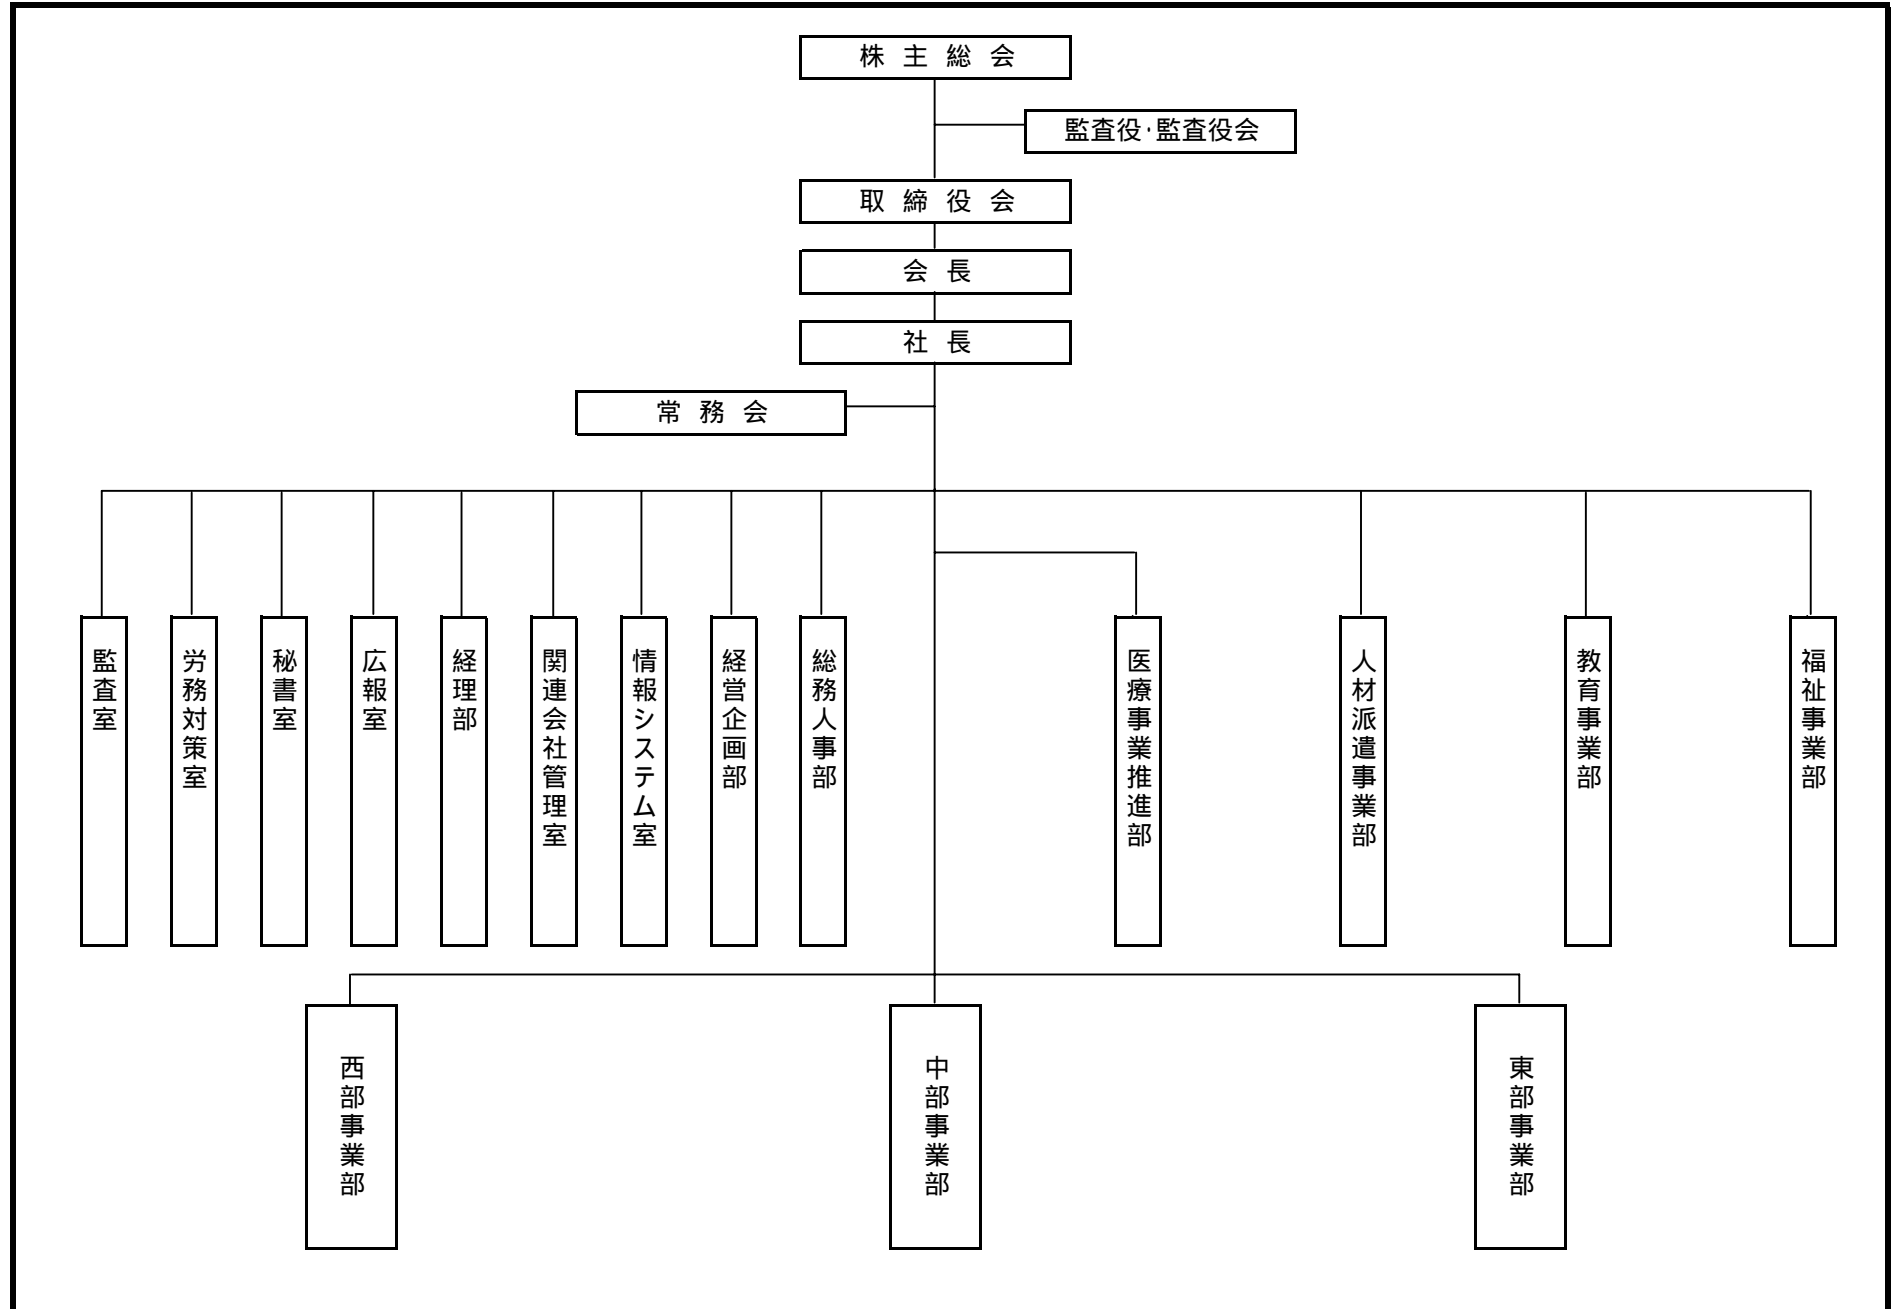 株主総会
監査役・監査役会
取締役会
会長
社長
常務会
監査室
労務対策室
秘書室
広報室
経理部
関連会社管理室
情報システム室
経営企画部
総務人事部
医療事業推進部
人材派遣事業部
教育事業部
福祉事業部
西部事業部
中部事業部
東部事業部